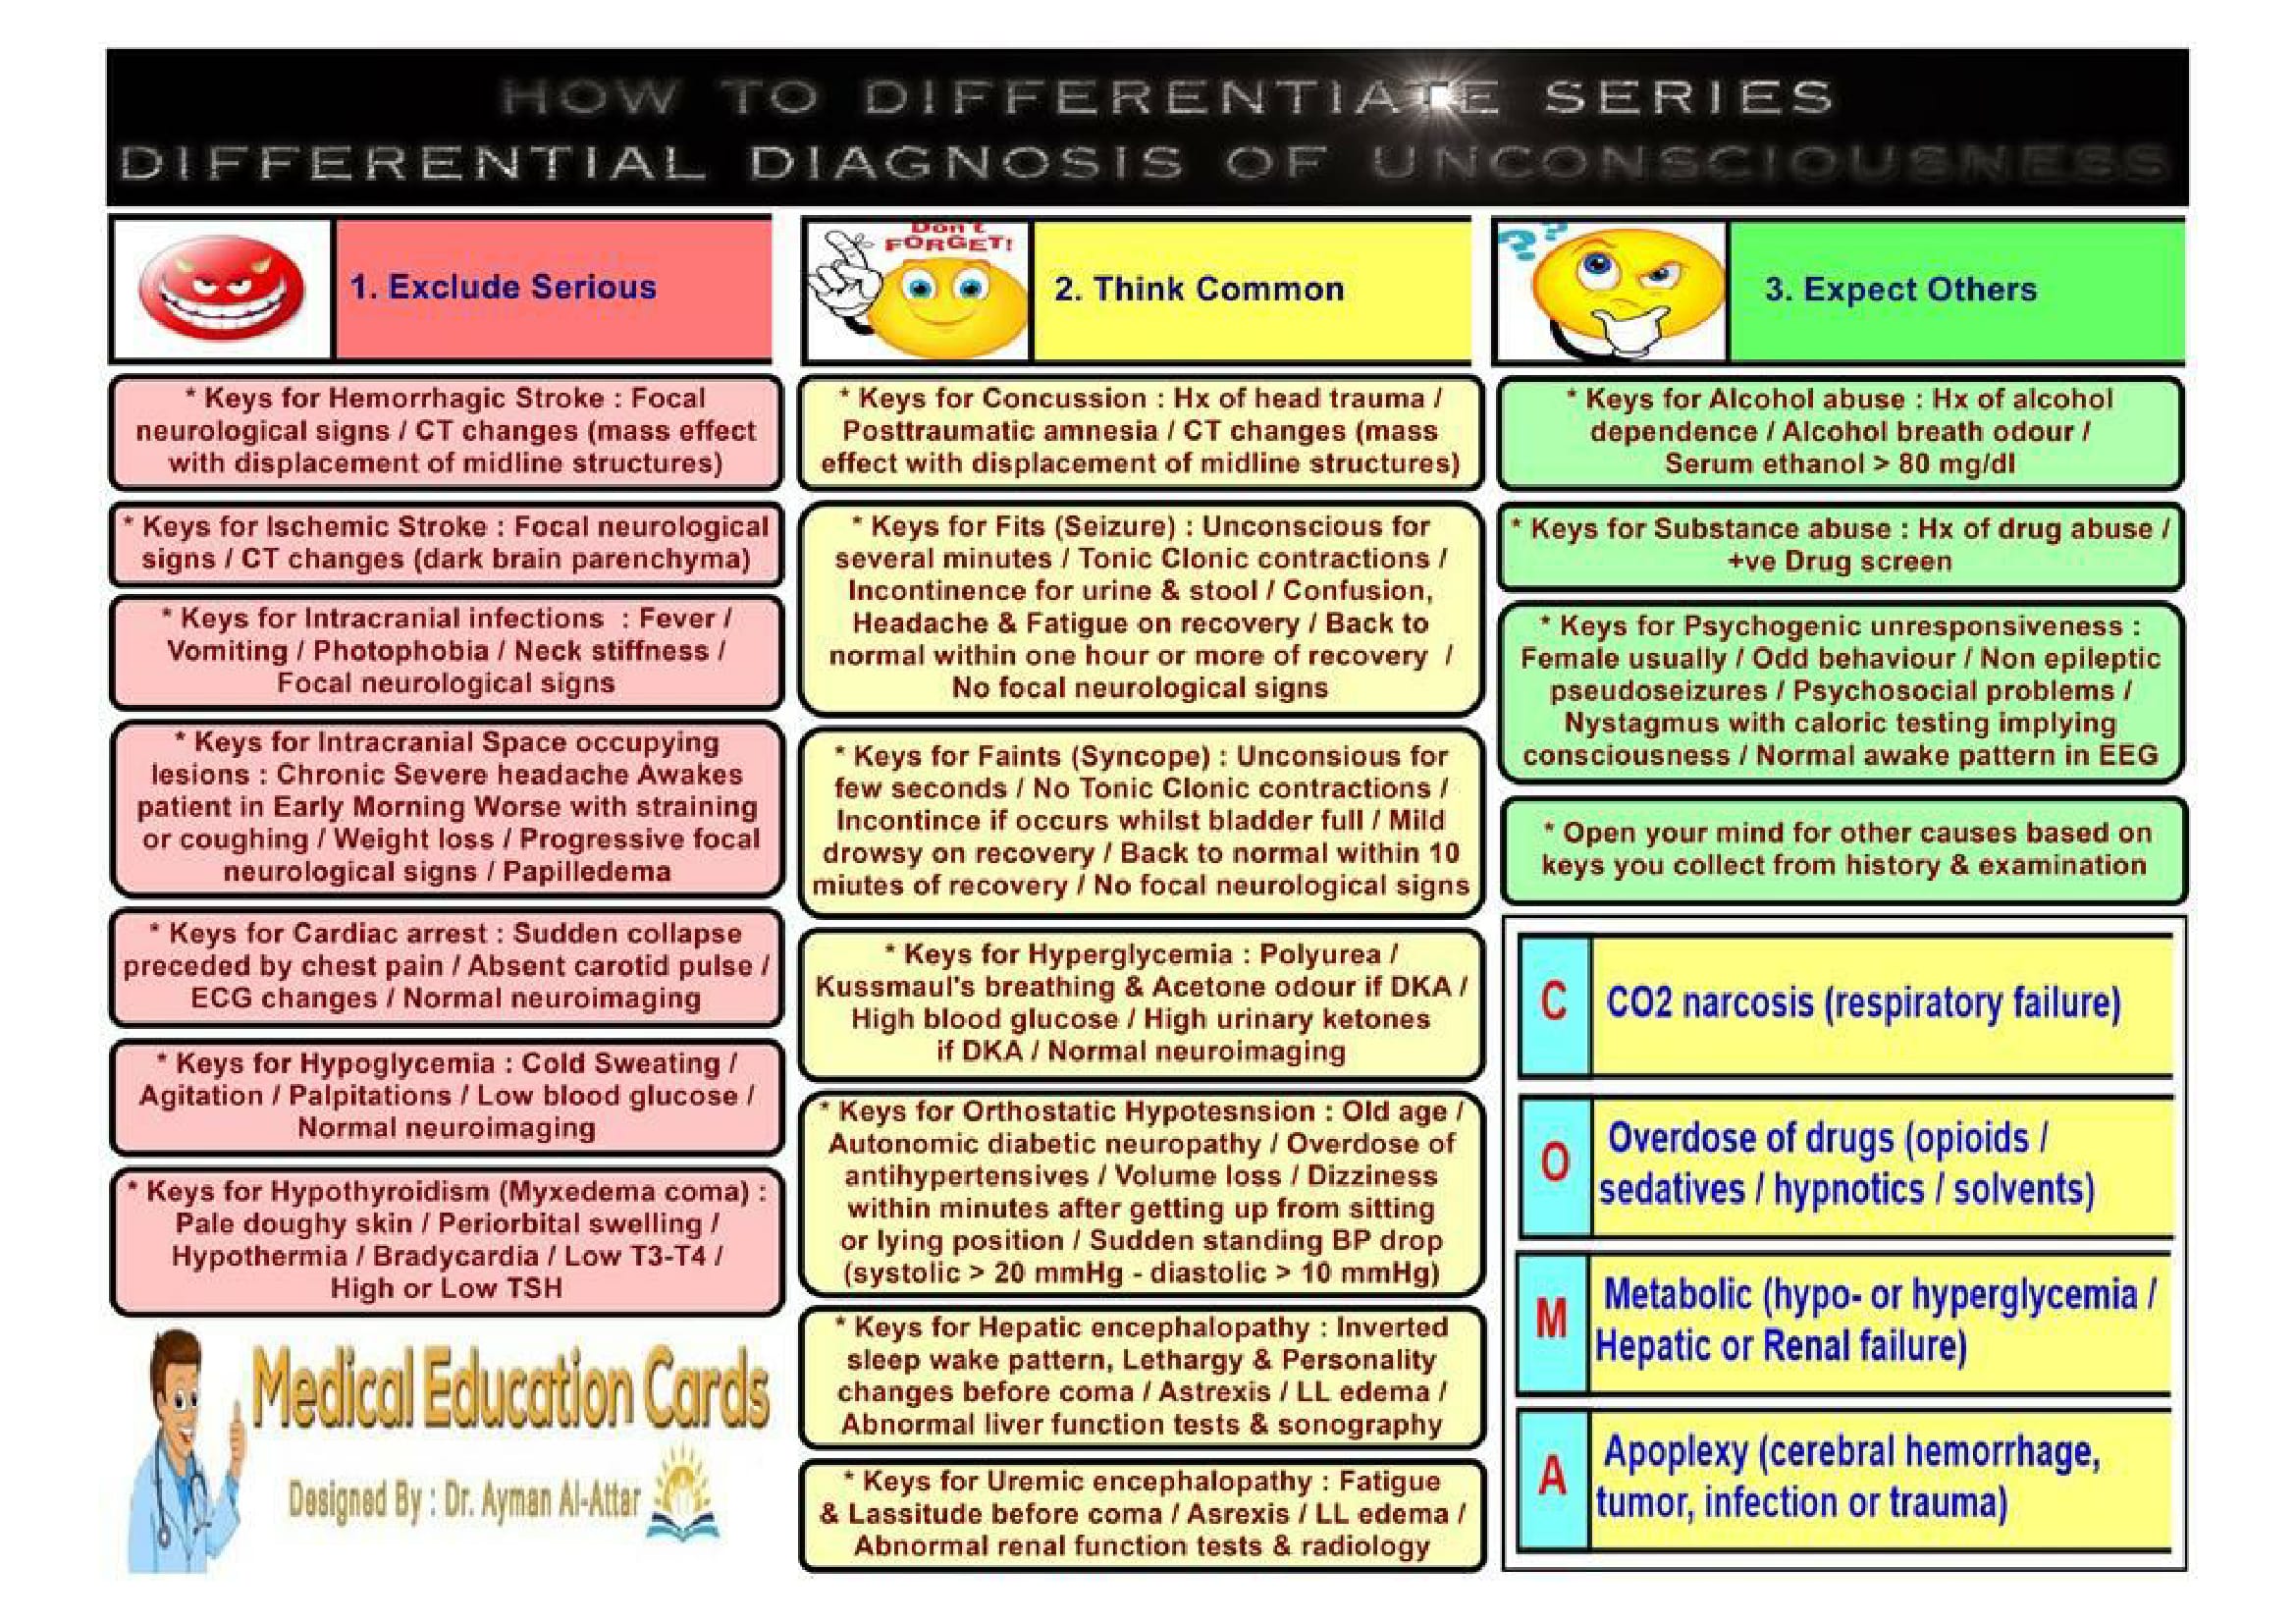 HOW TO DIFFERENTIATE SERIES
DIFFERENTIAL DIAGNOSIS OF UNCONSCIOUSNESS
1. Exclude Serious
* Keys for Hemorrhagic Stroke : Focal
neurological signs / CT changes (mass effect
with displacement of midline structures)
* Keys for Ischemic Stroke : Focal neurological
signs / CT changes (dark brain parenchyma)
* Keys for Intracranial infections : Fever /
Vomiting / Photophobia / Neck stiffness /
Focal neurological signs
* Keys for Intracranial Space occupying
lesions : Chronic Severe headache Awakes
patient in Early Morning Worse with straining
or coughing / Weight loss / Progressive focal
neurological signs / Papilledema
* Keys for Cardiac arrest : Sudden collapse
preceded by chest pain / Absent carotid pulse /
ECG changes / Normal neuroimaging
* Keys for Hypoglycemia : Cold Sweating /
Agitation / Palpitations / Low blood glucose /
Normal neuroimaging
* Keys for Hypothyroidism (Myxedema coma) :
Pale doughy skin / Periorbital swelling /
Hypothermia / Bradycardia / Low T3-T4 /
High or Low TSH
Medical Education Cards
Designed By : Dr. Ayman Al-Attar
Don't
FORGET!
2. Think Common
* Keys for Concussion : Hx of head trauma /
Posttraumatic amnesia / CT changes (mass
effect with displacement of midline structures)
* Keys for Fits (Seizure) : Unconscious for
several minutes / Tonic Clonic contractions /
Incontinence for urine & stool / Confusion,
Headache & Fatigue on recovery / Back to
normal within one hour or more of recovery /
No focal neurological signs
* Keys for Faints (Syncope) : Unconsious for
few seconds / No Tonic Clonic contractions /
Incontince if occurs whilst bladder full / Mild
drowsy on recovery / Back to normal within 10
miutes of recovery / No focal neurological signs
* Keys for Hyperglycemia : Polyurea /
Kussmaul's breathing & Acetone odour if DKA /
High blood glucose / High urinary ketones
if DKA / Normal neuroimaging
* Keys for Orthostatic Hypotesnsion : Old age /
Autonomic diabetic neuropathy / Overdose of
antihypertensives / Volume loss / Dizziness
within minutes after getting up from sitting
or lying position / Sudden standing BP drop
(systolic > 20 mmHg - diastolic > 10 mmHg)
* Keys for Hepatic encephalopathy : Inverted
sleep wake pattern, Lethargy & Personality
changes before coma / Astrexis / LL edema /
Abnormal liver function tests & sonography
* Keys for Uremic encephalopathy : Fatigue
& Lassitude before coma / Asrexis / LL edema /
Abnormal renal function tests & radiology
??
3. Expect Others
* Keys for Alcohol abuse : Hx of alcohol
dependence / Alcohol breath odour /
Serum ethanol > 80 mg/dl
* Keys for Substance abuse : Hx of drug abuse /
+ve Drug screen
* Keys for Psychogenic unresponsiveness :
Female usually / Odd behaviour / Non epileptic
pseudoseizures / Psychosocial problems /
Nystagmus with caloric testing implying
consciousness / Normal awake pattern in EEG
* Open your mind for other causes based on
keys you collect from history & examination
C CO2 narcosis (respiratory failure)
O Overdose of drugs (opioids /
sedatives / hypnotics / solvents)
M Metabolic (hypo- or hyperglycemia /
Hepatic or Renal failure)
A Apoplexy (cerebral hemorrhage,
tumor, infection or trauma)